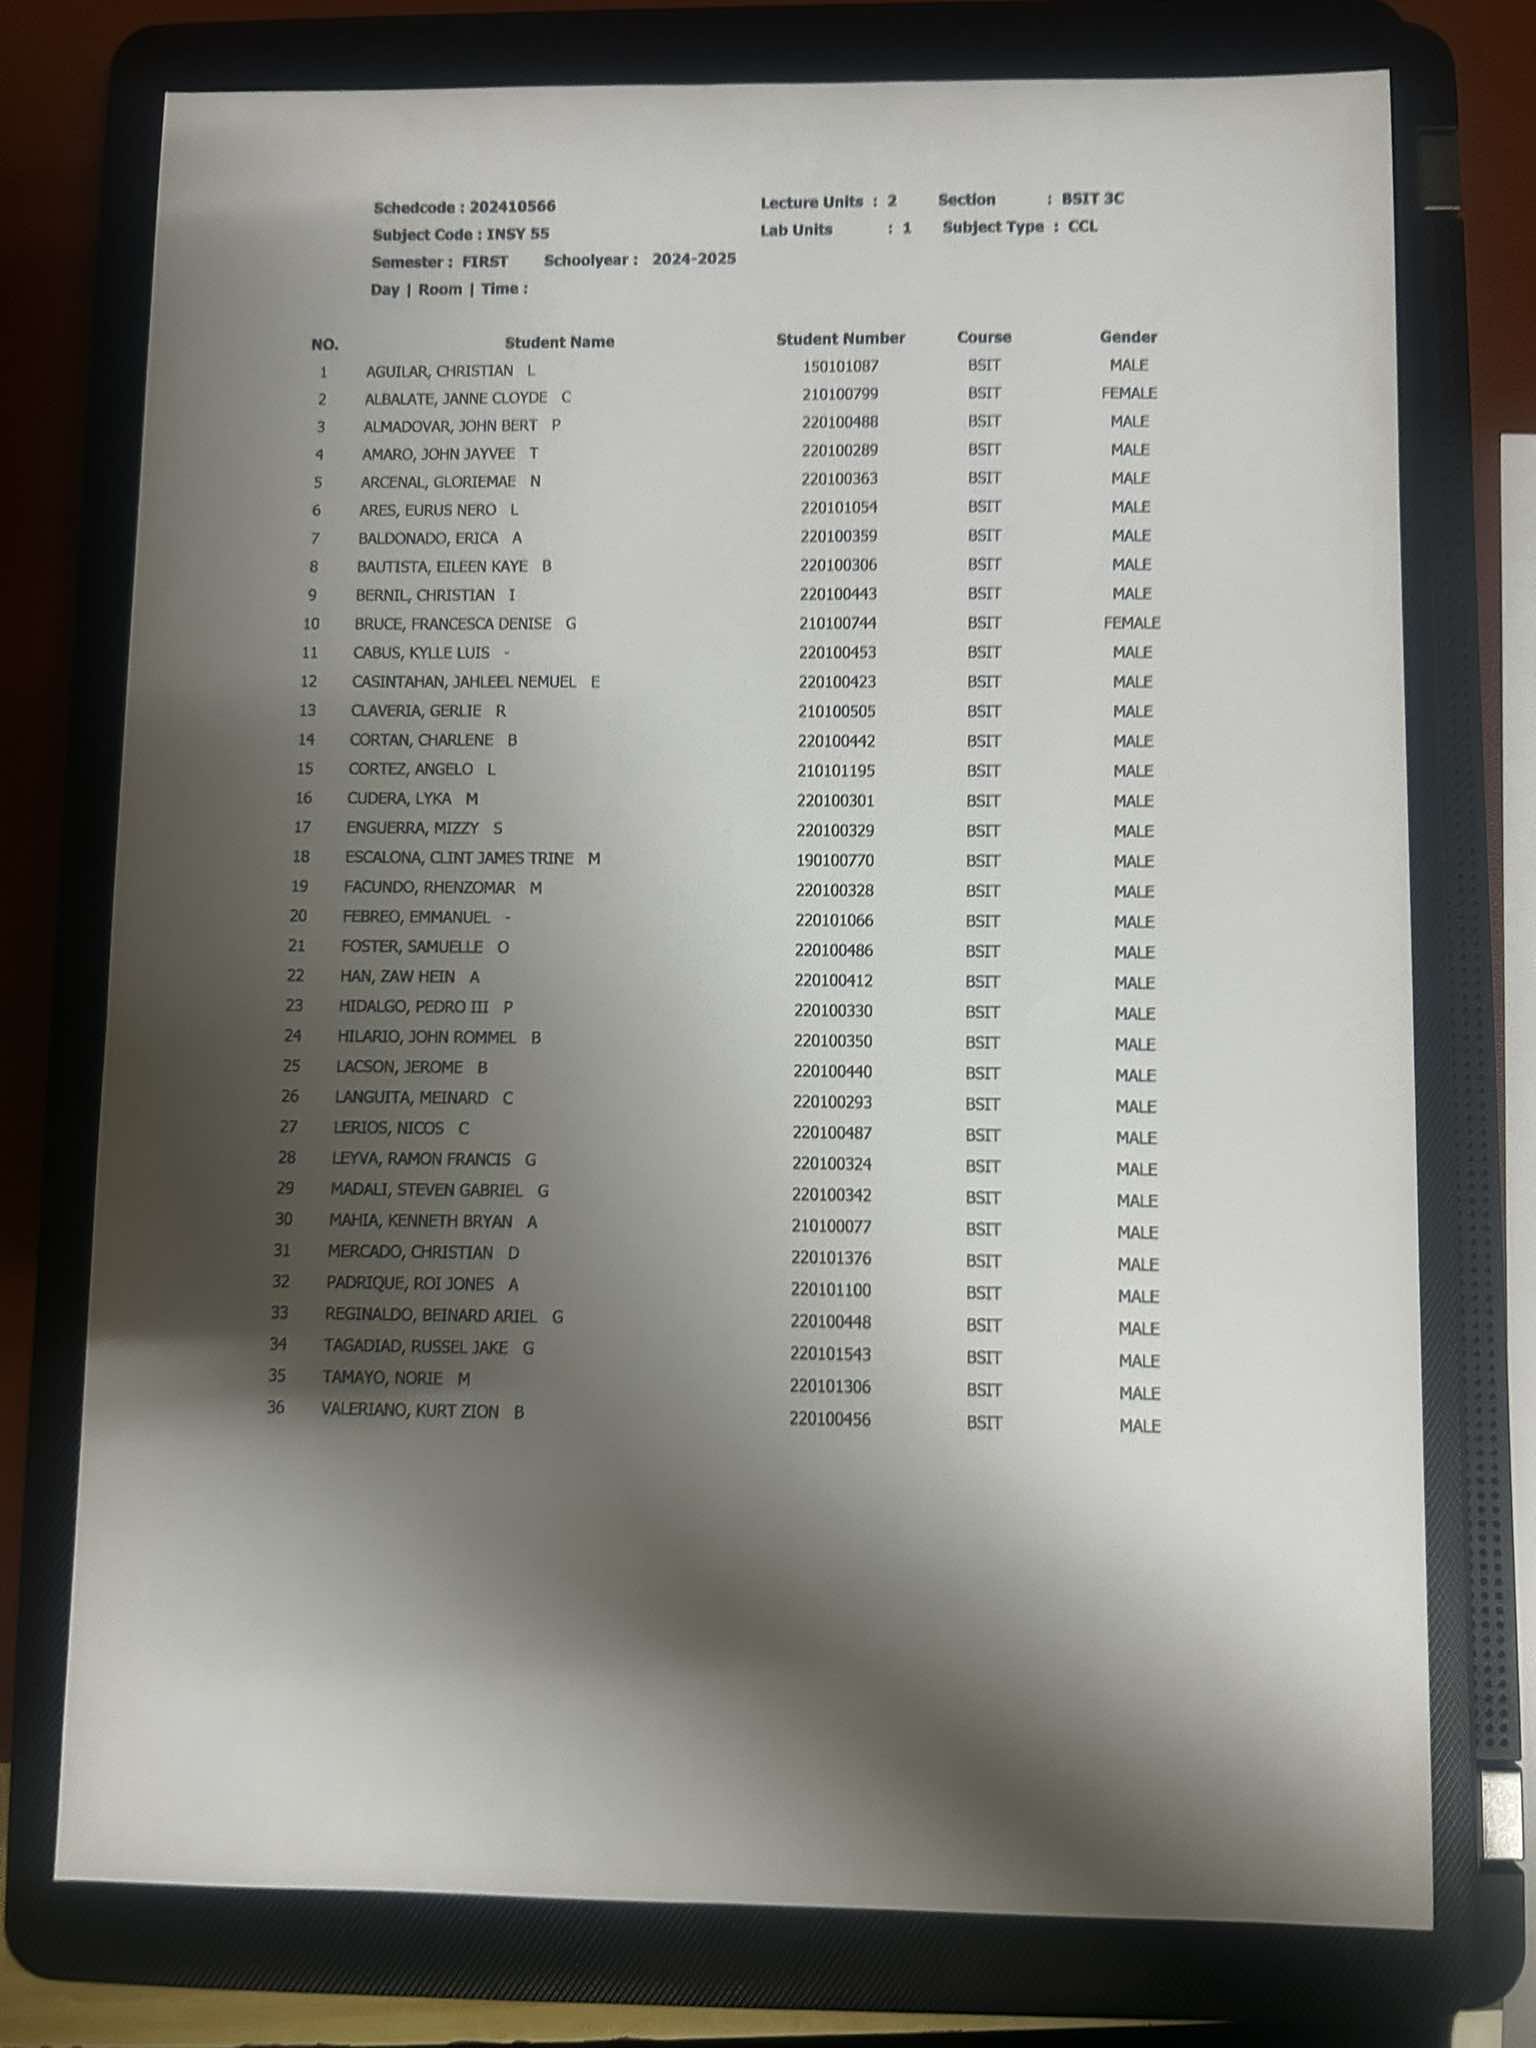 Schedcode : 202410566 Lecture Units : 2 Section : BSIT 3C
Subject Code : INSY 55 Lab Units : 1 Subject Type : CCL
Semester : FIRST Schoolyear : 2024-2025
Day | Room | Time :
NO. Student Name Student Number Course Gender
1 AGUILAR, CHRISTIAN L 150101087 BSIT MALE
2 ALBALATE, JANNE CLOYDE C 210100799 BSIT FEMALE
3 ALMADOVAR, JOHN BERT P 220100488 BSIT MALE
4 AMARO, JOHN JAYVEE T 220100289 BSIT MALE
5 ARCENAL, GLORIEMAE N 220100363 BSIT MALE
6 ARES, EURUS NERO L 220101054 BSIT MALE
7 BALDONADO, ERICA A 220100359 BSIT MALE
8 BAUTISTA, EILEEN KAYE B 220100306 BSIT MALE
9 BERNIL, CHRISTIAN I 220100443 BSIT MALE
10 BRUCE, FRANCESCA DENISE G 210100744 BSIT FEMALE
11 CABUS, KYLLE LUIS - 220100453 BSIT MALE
12 CASINTAHAN, JAHLEEL NEMUEL E 220100423 BSIT MALE
13 CLAVERIA, GERLIE R 210100505 BSIT MALE
14 CORTAN, CHARLENE B 220100442 BSIT MALE
15 CORTEZ, ANGELO L 210101195 BSIT MALE
16 CUDERA, LYKA M 220100301 BSIT MALE
17 ENGUERRA, MIZZY S 220100329 BSIT MALE
18 ESCALONA, CLINT JAMES TRINE M 190100770 BSIT MALE
19 FACUNDO, RHENZOMAR M 220100328 BSIT MALE
20 FEBREO, EMMANUEL - 220101066 BSIT MALE
21 FOSTER, SAMUELLE O 220100486 BSIT MALE
22 HAN, ZAW HEIN A 220100412 BSIT MALE
23 HIDALGO, PEDRO III P 220100330 BSIT MALE
24 HILARIO, JOHN ROMMEL B 220100350 BSIT MALE
25 LACSON, JEROME B 220100440 BSIT MALE
26 LANGUITA, MEINARD C 220100293 BSIT MALE
27 LERIOS, NICOS C 220100487 BSIT MALE
28 LEYVA, RAMON FRANCIS G 220100324 BSIT MALE
29 MADALI, STEVEN GABRIEL G 220100342 BSIT MALE
30 MAHIA, KENNETH BRYAN A 210100077 BSIT MALE
31 MERCADO, CHRISTIAN D 220101376 BSIT MALE
32 PADRIQUE, ROI JONES A 220101100 BSIT MALE
33 REGINALDO, BEINARD ARIEL G 220100448 BSIT MALE
34 TAGADIAD, RUSSEL JAKE G 220101543 BSIT MALE
35 TAMAYO, NORIE M 220101306 BSIT MALE
36 VALERIANO, KURT ZION B 220100456 BSIT MALE